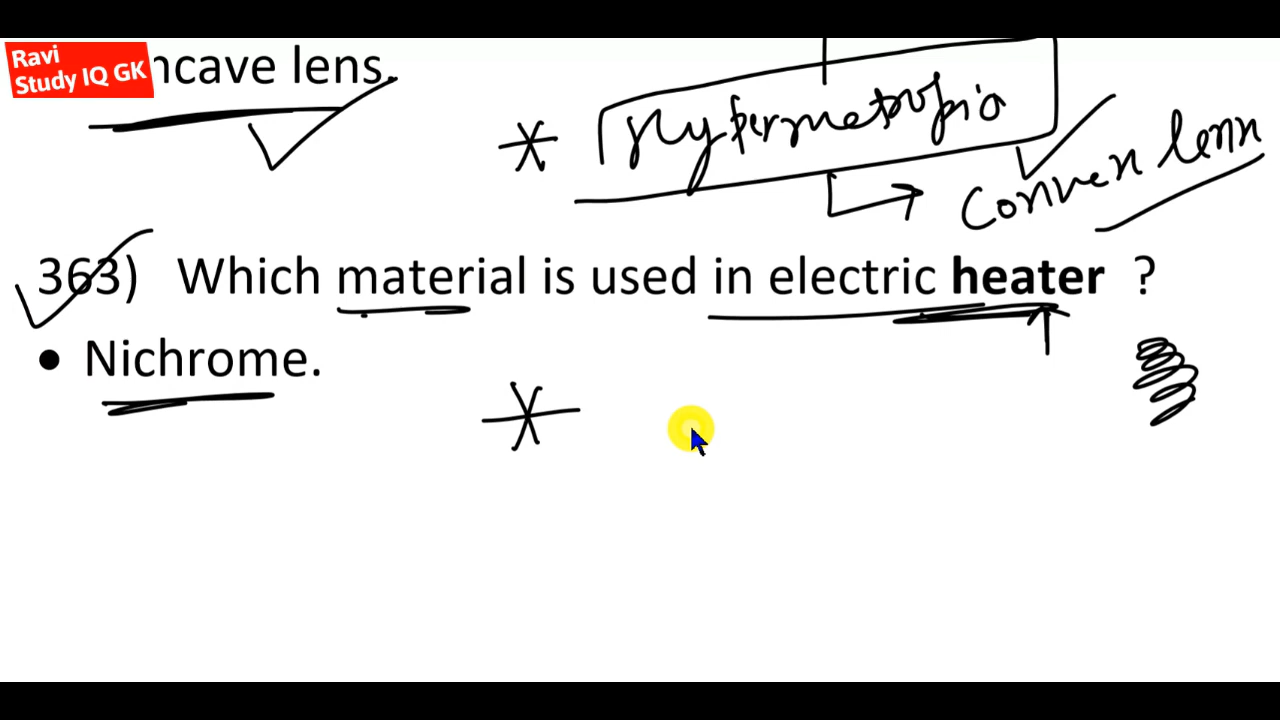 Ravi
Study IQ GK
ncave lens.
Hypermetropia
Convex lens
363) Which material is used in electric heater ?
• Nichrome.